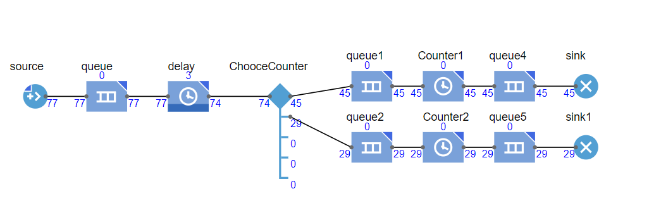 source queue delay ChooceCounter queue1 Counter1 queue4 sink
0 3 0 0 0
77 77 77 77 74 74 45 45 45 45 45 45 45
queue2 Counter2 queue5 sink1
29 0 0 0
0 29 29 29 29 29 29 29
0
0